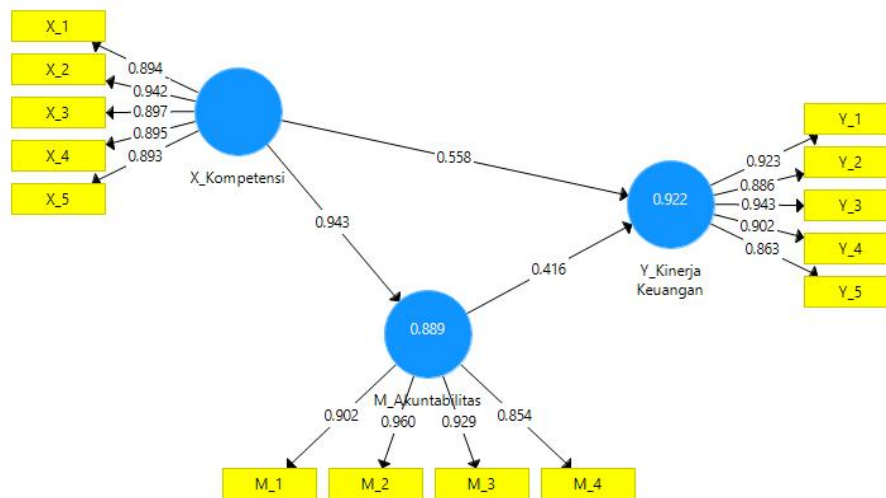 X_1
X_2
X_3
X_4
X_5
0.894
0.942
0.897
0.895
0.893
X_Kompetensi
0.558
0.943
0.416
0.922
Y_Kinerja
Keuangan
0.923
0.886
0.943
0.902
0.863
Y_1
Y_2
Y_3
Y_4
Y_5
0.889
M_Akuntabilitas
0.902
0.960
0.929
0.854
M_1
M_2
M_3
M_4